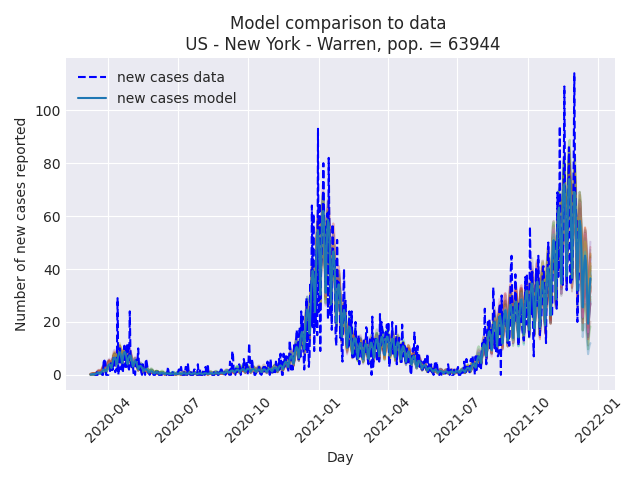 Model comparison to data
US - New York - Warren, pop. = 63944
new cases data
new cases model
Number of new cases reported
100
80
60
40
20
0
2020-04
2020-07
2020-10
2021-01
2021-04
2021-07
2021-10
2022-01
Day